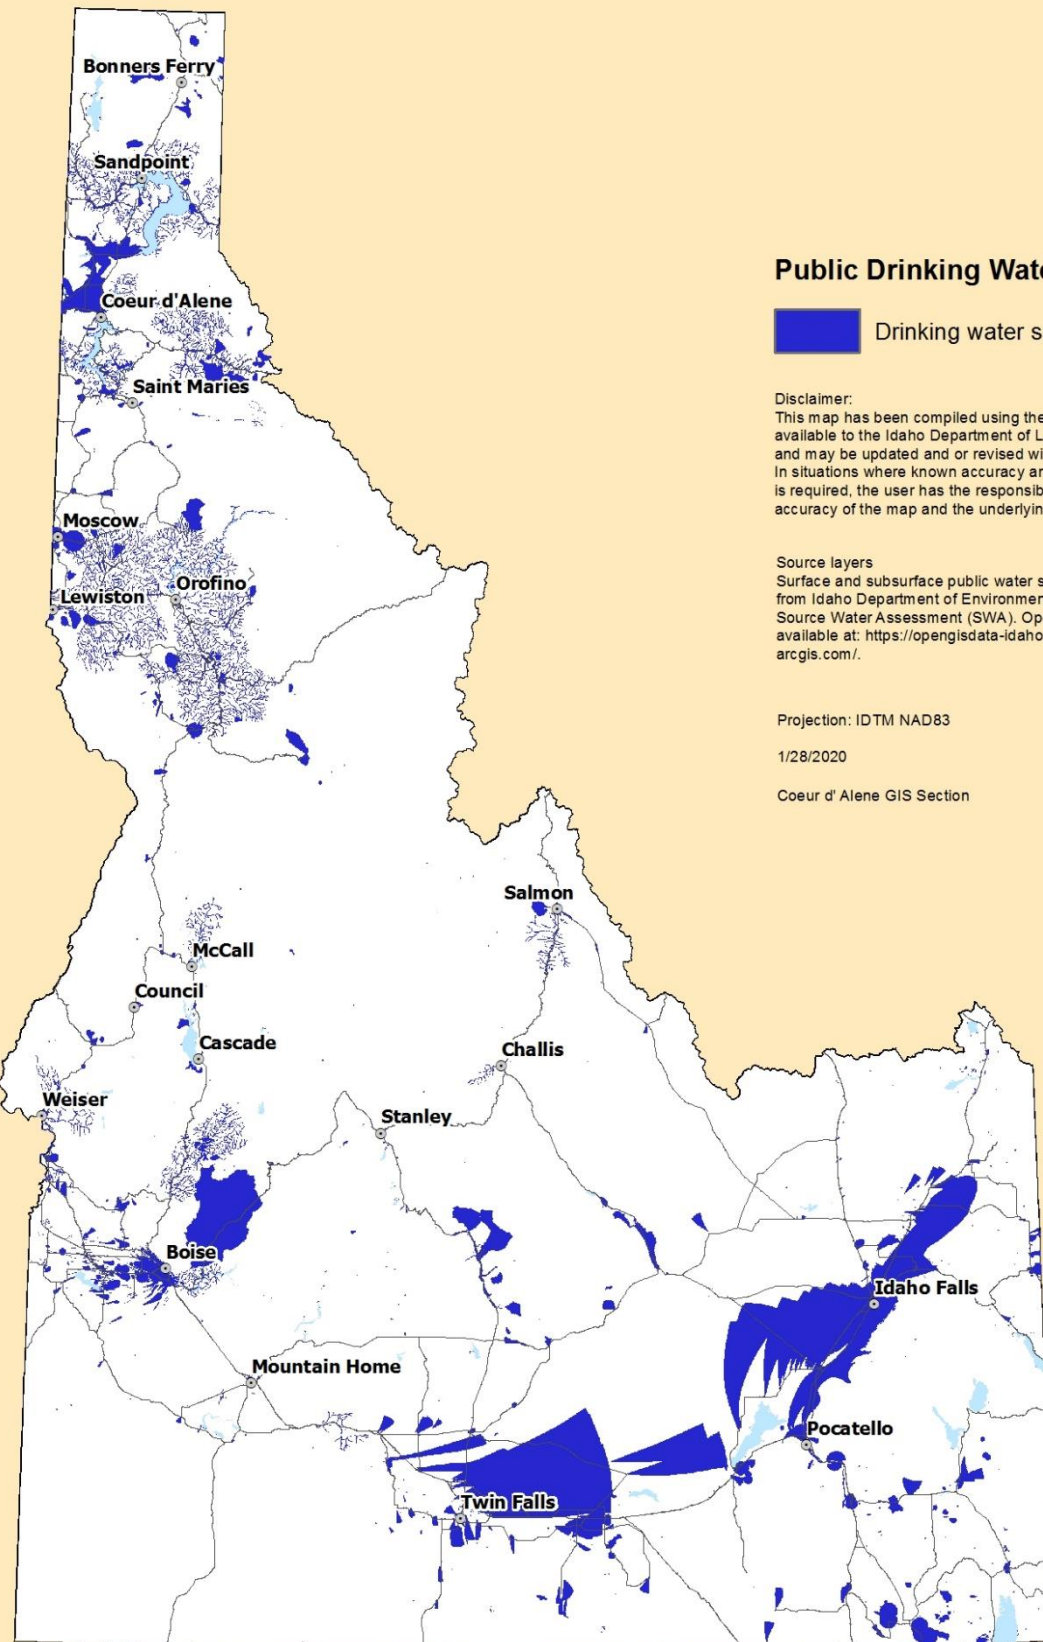 Bonners Ferry
Sandpoint
Public Drinking Wat
Coeur d'Alene
Drinking water s
Saint Maries
Disclaimer:
This map has been compiled using the
available to the Idaho Department of L
and may be updated and or revised wi
In situations where known accuracy an
is required, the user has the responsib
accuracy of the map and the underlyin
Moscow
Orofino
Lewiston
Source layers
Surface and subsurface public water s
from Idaho Department of Environmen
Source Water Assessment (SWA). Op
available at: https://opengisdata-idaho
arcgis.com/.
Projection: IDTM NAD83
1/28/2020
Coeur d' Alene GIS Section
Salmon
McCall
Council
Cascade
Challis
Weiser
Stanley
Boise
Idaho Falls
Mountain Home
Pocatello
Twin Falls